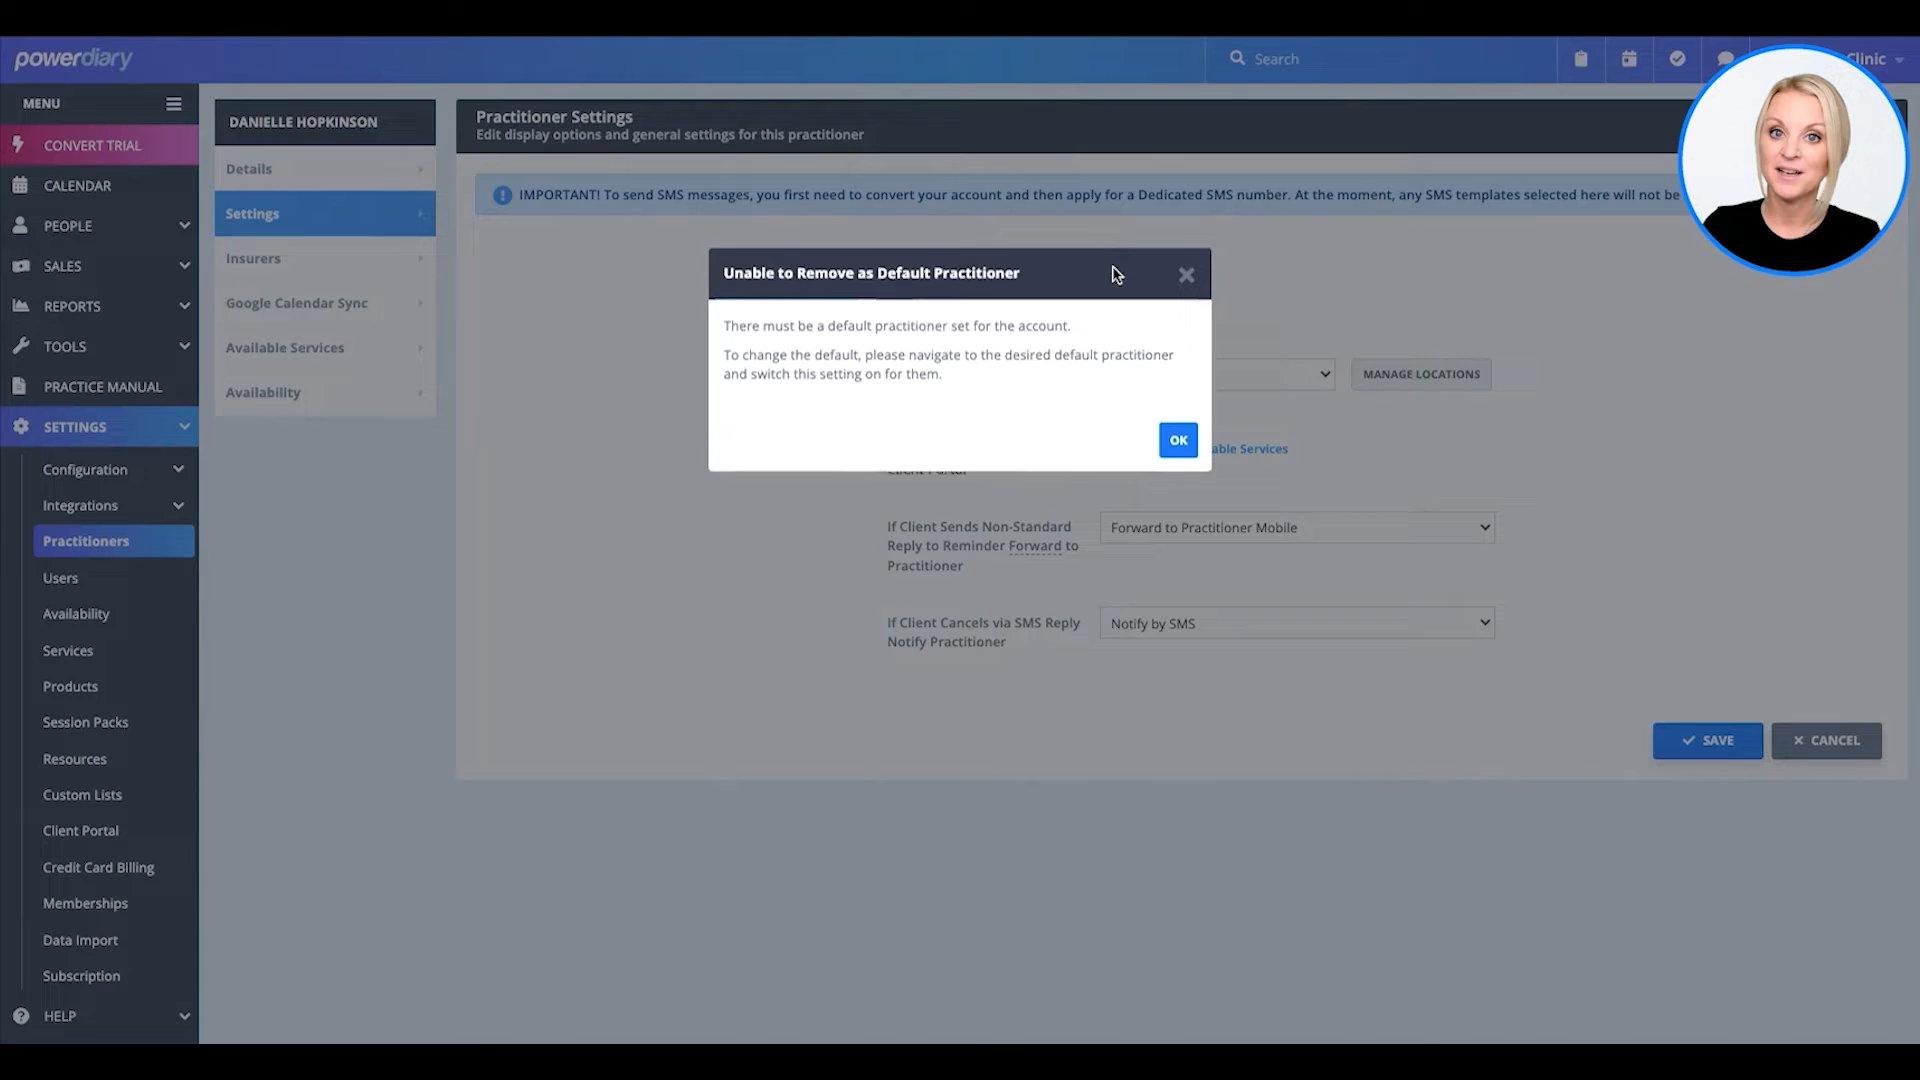 powerdiary
Search
Clinic
MENU
CONVERT TRIAL
CALENDAR
PEOPLE
SALES
REPORTS
TOOLS
PRACTICE MANUAL
SETTINGS
Configuration
Integrations
Practitioners
Users
Availability
Services
Products
Session Packs
Resources
Custom Lists
Client Portal
Credit Card Billing
Memberships
Data Import
Subscription
HELP
DANIELLE HOPKINSON
Details
Settings
Insurers
Google Calendar Sync
Available Services
Availability
Practitioner Settings
Edit display options and general settings for this practitioner
IMPORTANT! To send SMS messages, you first need to convert your account and then apply for a Dedicated SMS number. At the moment, any SMS templates selected here will not be
Unable to Remove as Default Practitioner
There must be a default practitioner set for the account.
To change the default, please navigate to the desired default practitioner
and switch this setting on for them.
OK
MANAGE LOCATIONS
able Services
Client Portal
If Client Sends Non-Standard
Reply to Reminder Forward to
Practitioner
Forward to Practitioner Mobile
If Client Cancels via SMS Reply
Notify Practitioner
Notify by SMS
SAVE
CANCEL